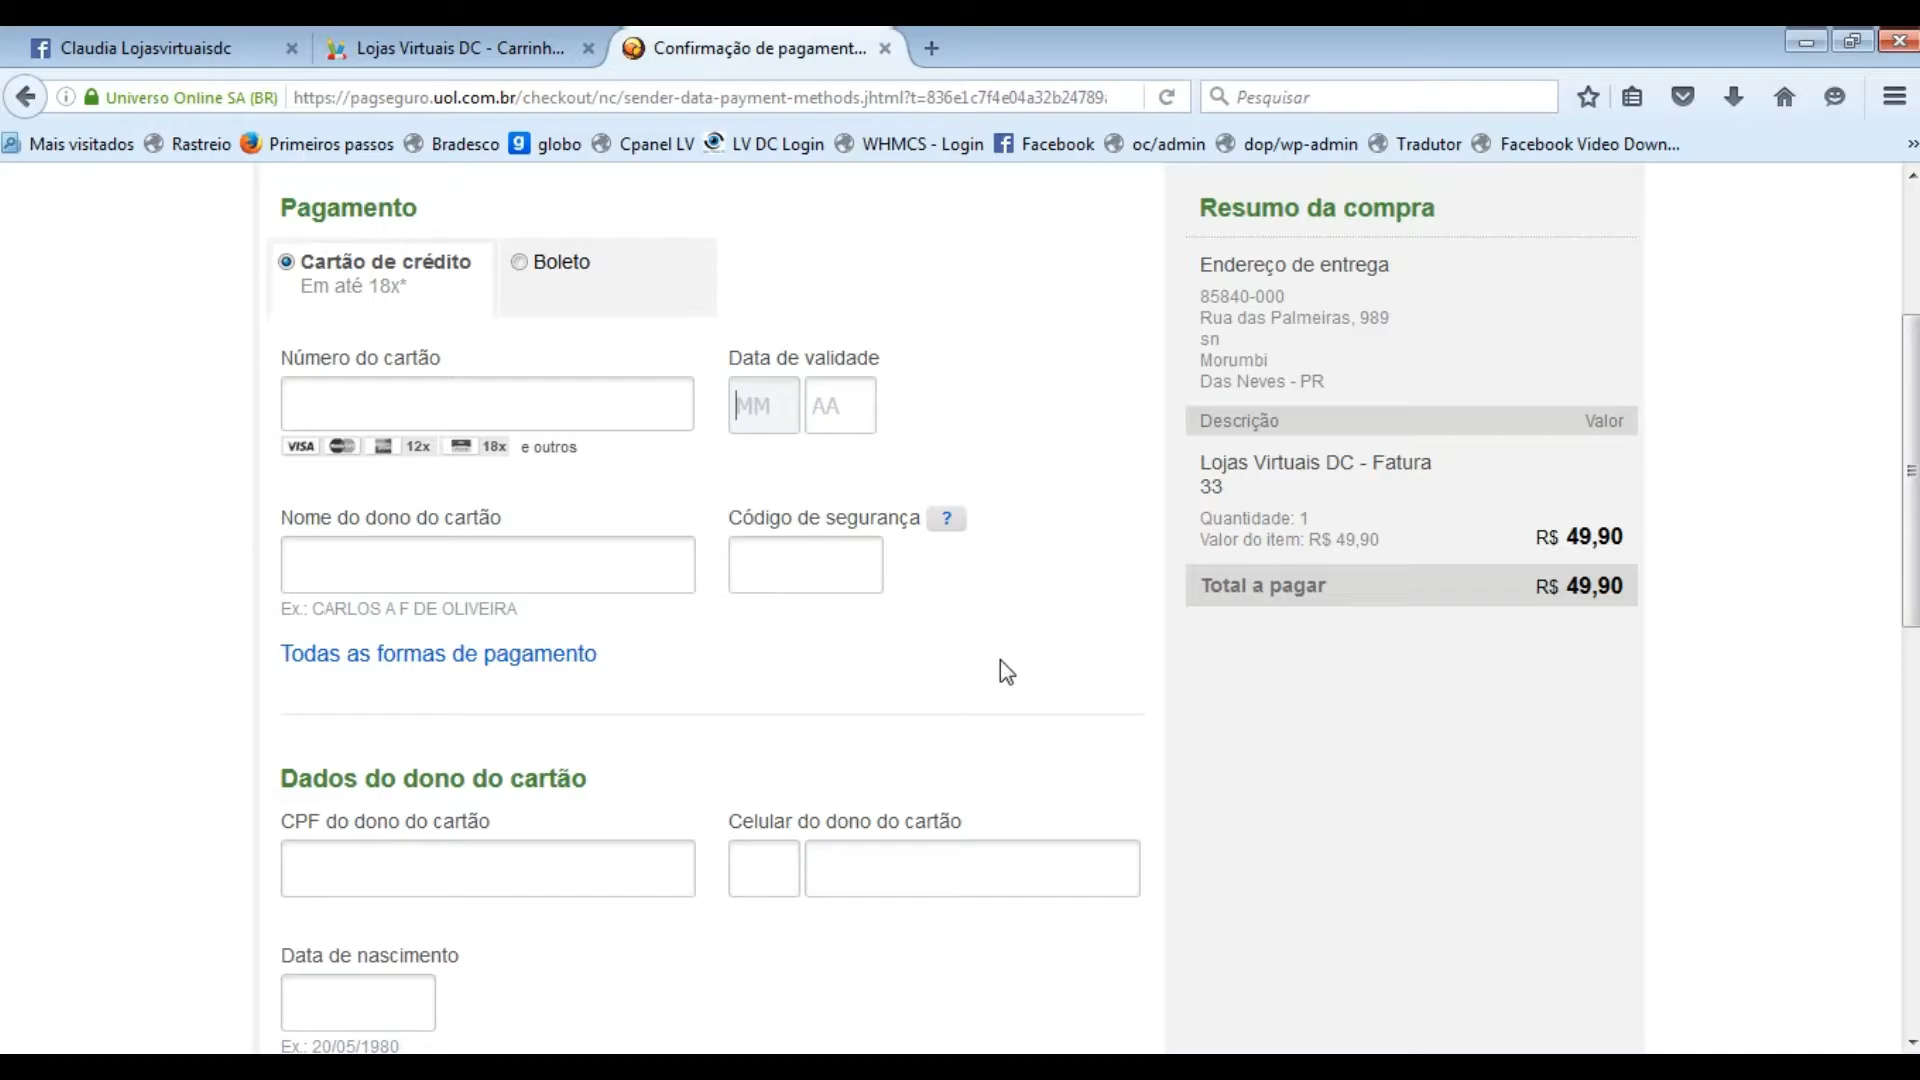 Claudia Lojasvirtuaisdc
Lojas Virtuais DC - Carrinh...
Confirmação de pagament...
Universo Online SA (BR)
https://pagseguro.uol.com.br/checkout/nc/sender-data-payment-methods.jhtml?t=836e1c7f4e04a32b24789
Pesquisar
Mais visitados
Rastreio
Primeiros passos
Bradesco
g globo
Cpanel LV
LV DC Login
WHMCS - Login
Facebook
oc/admin
dop/wp-admin
Tradutor
Facebook Video Down...
»
Pagamento
Cartão de crédito
Em até 18x*
Boleto
Número do cartão
Data de validade
MM
AA
VISA
12x
18x
e outros
Nome do dono do cartão
Código de segurança ?
Ex.: CARLOS A F DE OLIVEIRA
Todas as formas de pagamento
Dados do dono do cartão
CPF do dono do cartão
Celular do dono do cartão
Data de nascimento
Ex.: 20/05/1980
Resumo da compra
Endereço de entrega
85840-000
Rua das Palmeiras, 989
sn
Morumbi
Das Neves - PR
Descrição
Valor
Lojas Virtuais DC - Fatura
33
Quantidade: 1
Valor do item: R$ 49,90
R$ 49,90
Total a pagar
R$ 49,90